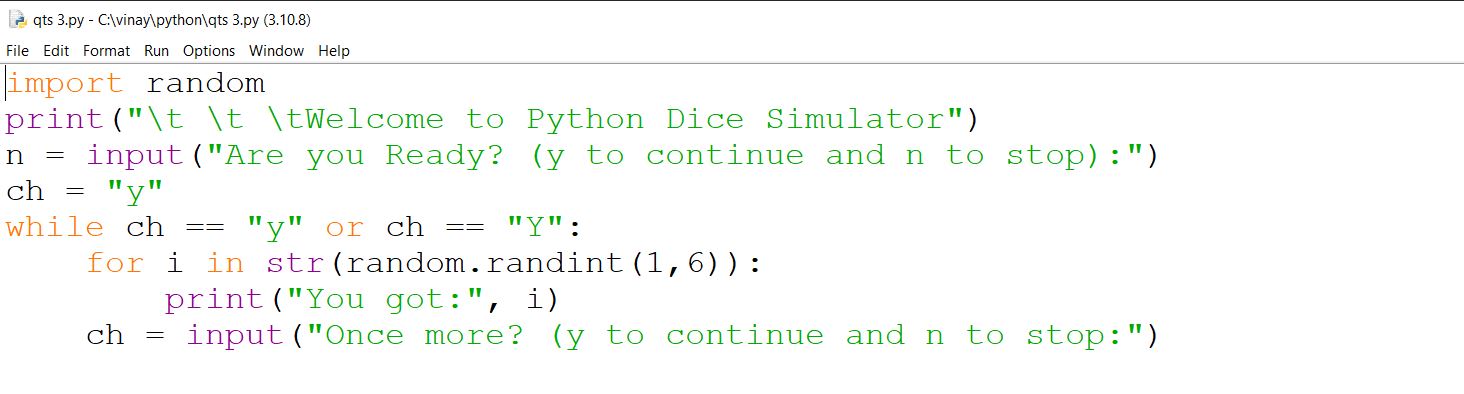 qts 3.py - C:\vinay\python\qts 3.py (3.10.8)
File Edit Format Run Options Window Help
import random
print("\t \t \tWelcome to Python Dice Simulator")
n = input("Are you Ready? (y to continue and n to stop):")
ch = "y"
while ch == "y" or ch == "Y":
    for i in str(random.randint(1,6)):
        print("You got:", i)
    ch = input("Once more? (y to continue and n to stop:")